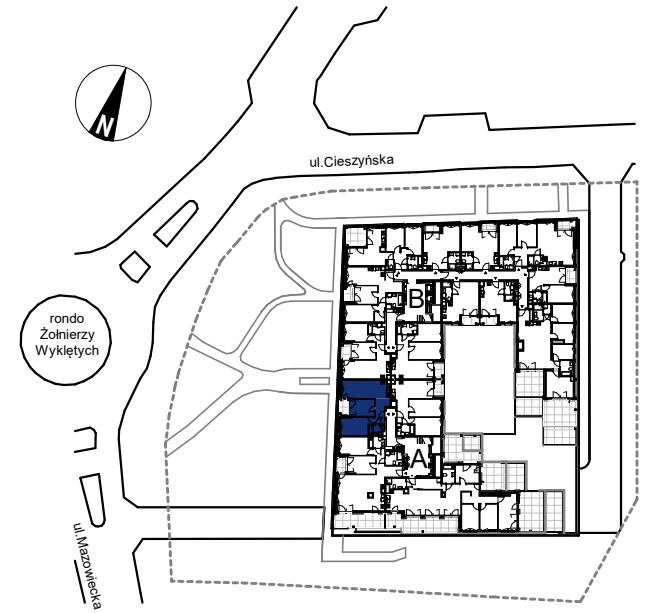 N
ul.Cieszyńska
B
rondo
Żołnierzy
Wyklętych
A
ul.Mazowiecka